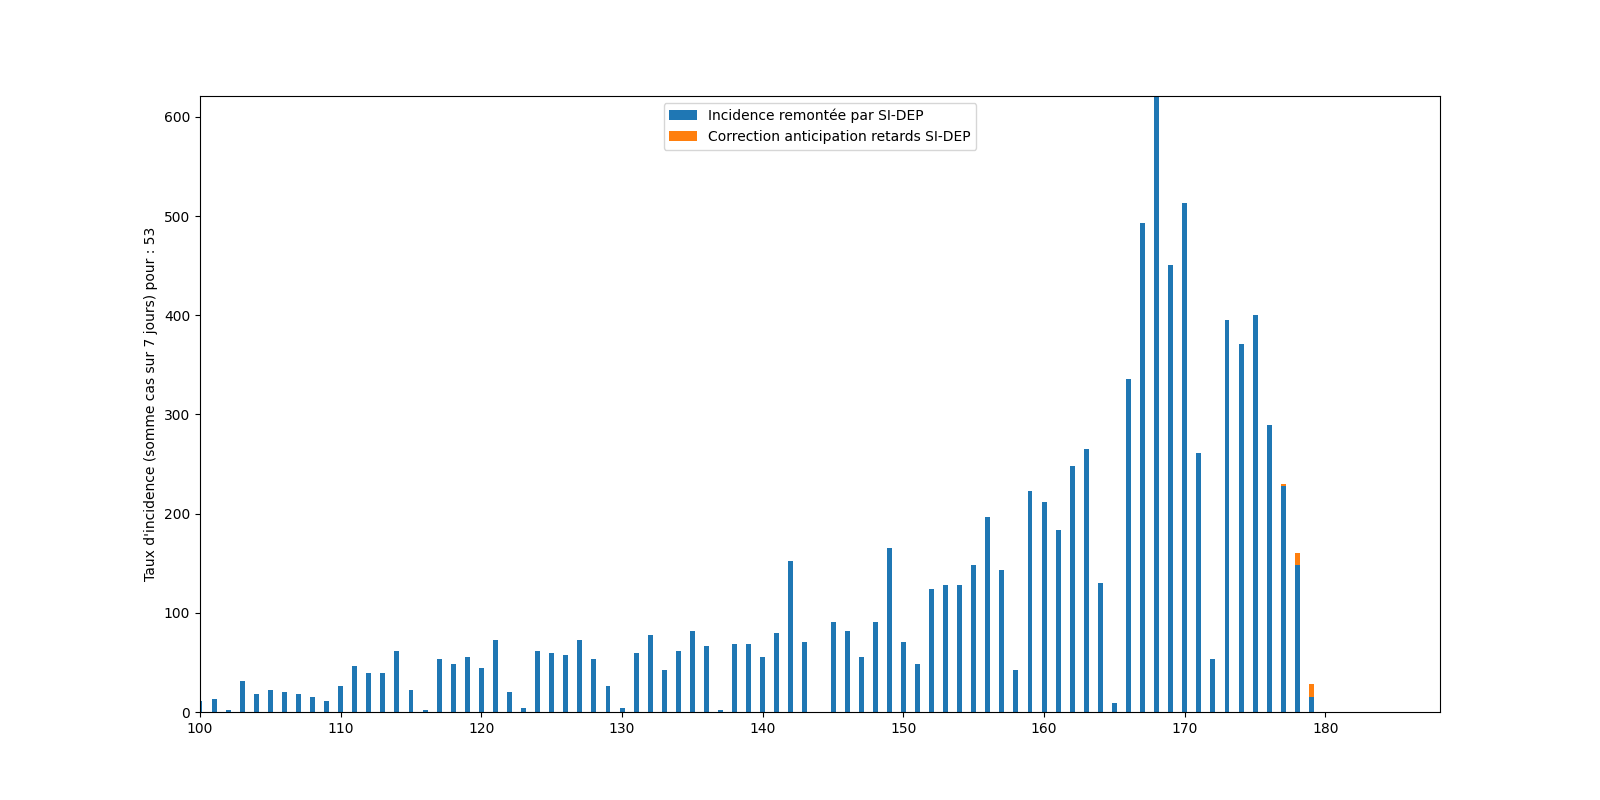 Incidence remontée par SI-DEP
Correction anticipation retards SI-DEP
Taux d'incidence (somme cas sur 7 jours) pour : 53
600
500
400
300
200
100
0
100 110 120 130 140 150 160 170 180